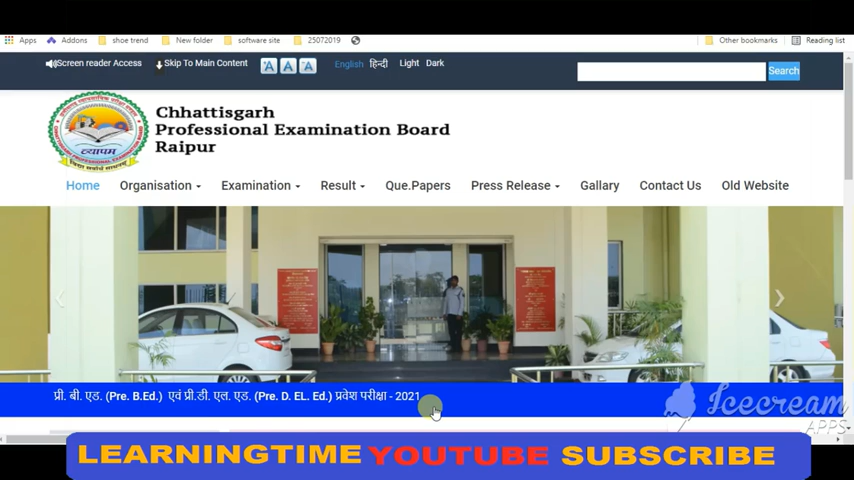 Apps Addons shoe trend New folder software site 25072019 Other bookmarks Reading list
Screen reader Access Skip To Main Content A A A English हिन्दी Light Dark Search
Chhattisgarh
Professional Examination Board
Raipur
व्यापम
Home Organisation Examination Result Que.Papers Press Release Gallary Contact Us Old Website
प्री. बी. एड. (Pre. B.Ed.) एवं प्री.डी. एल. एड. (Pre. D. EL. Ed.) प्रवेश परीक्षा - 2021
Icecream
APPS
LEARNINGTIME YOUTUBE SUBSCRIBE